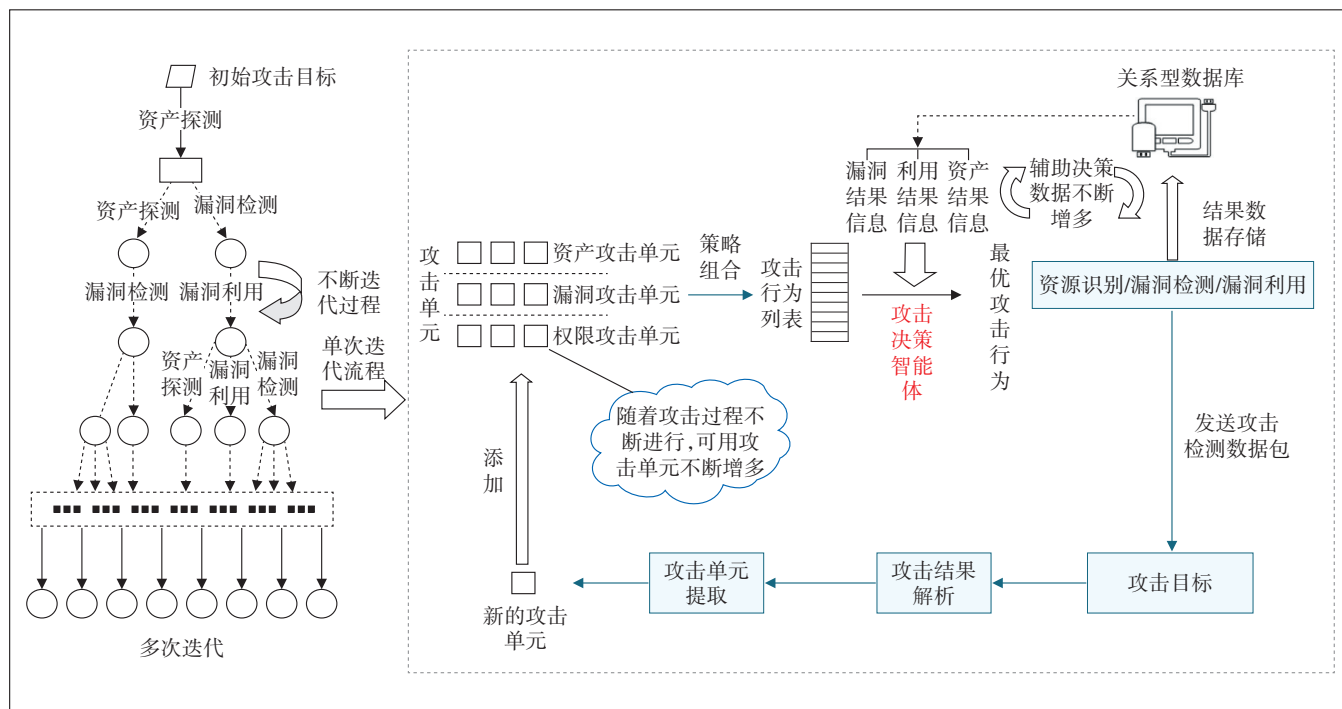 初始攻击目标
资产探测
资产探测
漏洞检测
漏洞检测
漏洞利用
不断迭
代过程
资产
探测
漏洞
利用
漏洞
检测
■■■ ■■■ ■■■ ■■■ ■■■ ■■■ ■■■
多次迭代
单次迭
代流程
攻击单元
资产攻击单元
漏洞攻击单元
权限攻击单元
随着攻击过程不
断进行,可用攻
击单元不断增多
策略
组合
攻击
行为
列表
漏洞
结果
信息
利用
结果
信息
资产
结果
信息
攻击
决策
智能
体
最优攻击行为
关系型数据库
辅助决策
数据不断
增多
结果数
据存储
资源识别/漏洞检测/漏洞利用
发送攻击
检测数据包
攻击目标
攻击结果
解析
攻击单元
提取
新的攻击
单元
添加